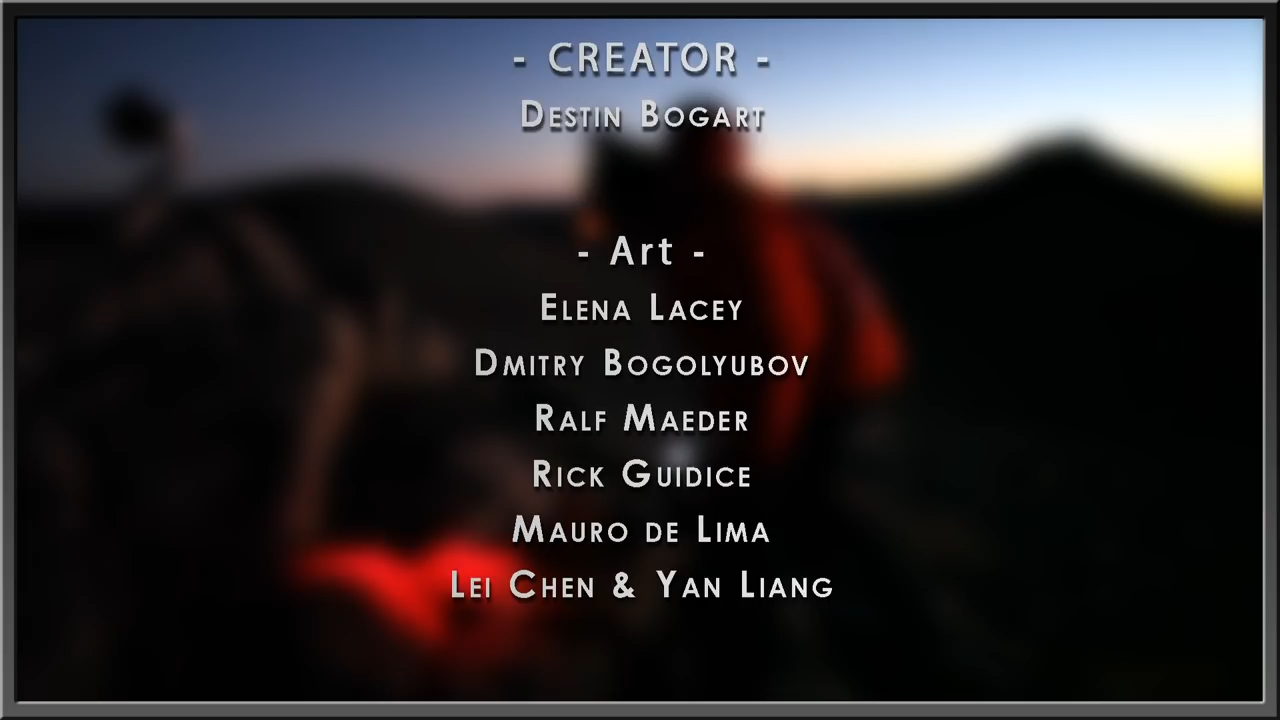 - CREATOR -
Destin Bogart
- Art -
Elena Lacey
Dmitry Bogolyubov
Ralf Maeder
Rick Guidice
Mauro de Lima
Lei Chen & Yan Liang